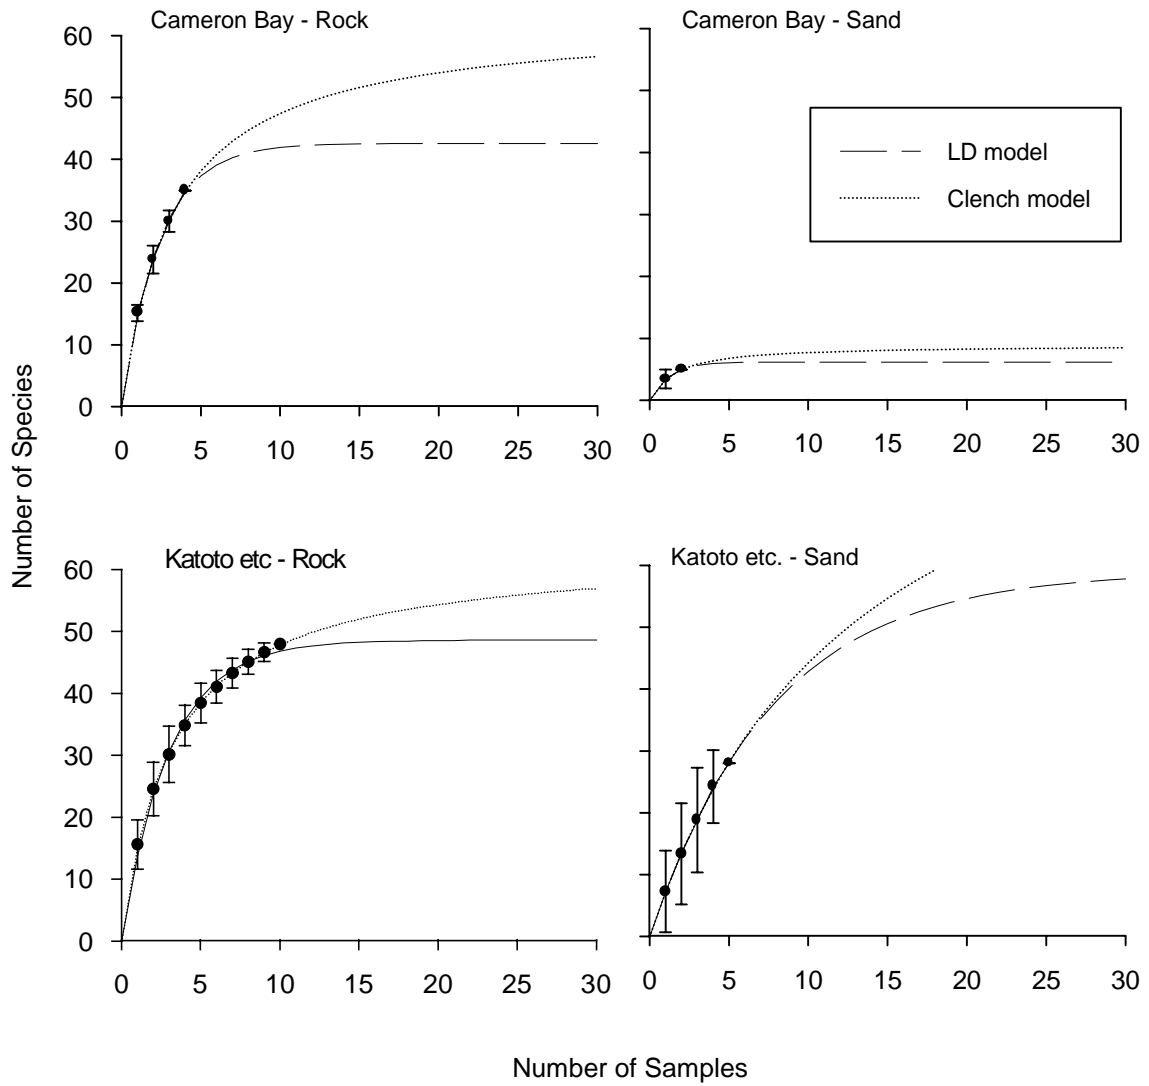 Cameron Bay - Rock
60
50
40
30
20
10
0
0 5 10 15 20 25 30
Cameron Bay - Sand
LD model
Clench model
0 5 10 15 20 25 30
Number of Species
Katoto etc - Rock
60
50
40
30
20
10
0
0 5 10 15 20 25 30
Katoto etc. - Sand
0 5 10 15 20 25 30
Number of Samples